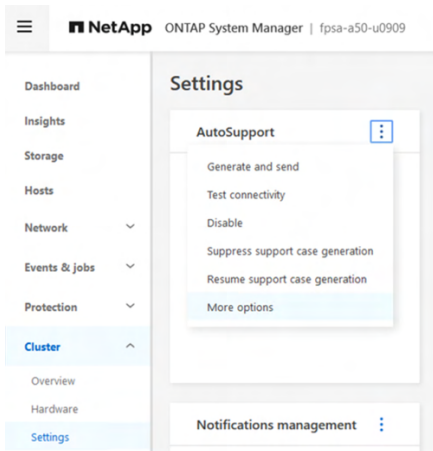 NetApp ONTAP System Manager | fpsa-a50-u0909
Dashboard
Insights
Storage
Hosts
Network
Events & jobs
Protection
Cluster
Overview
Hardware
Settings
Settings
AutoSupport
Generate and send
Test connectivity
Disable
Suppress support case generation
Resume support case generation
More options
Notifications management